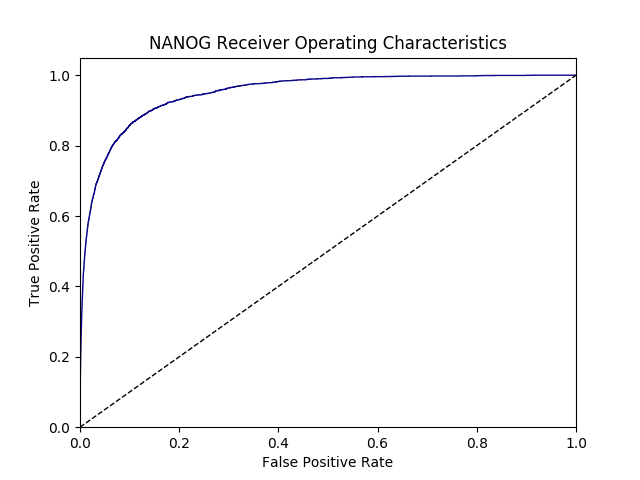 NANOG Receiver Operating Characteristics
True Positive Rate
1.0
0.8
0.6
0.4
0.2
0.0
0.0 0.2 0.4 0.6 0.8 1.0
False Positive Rate